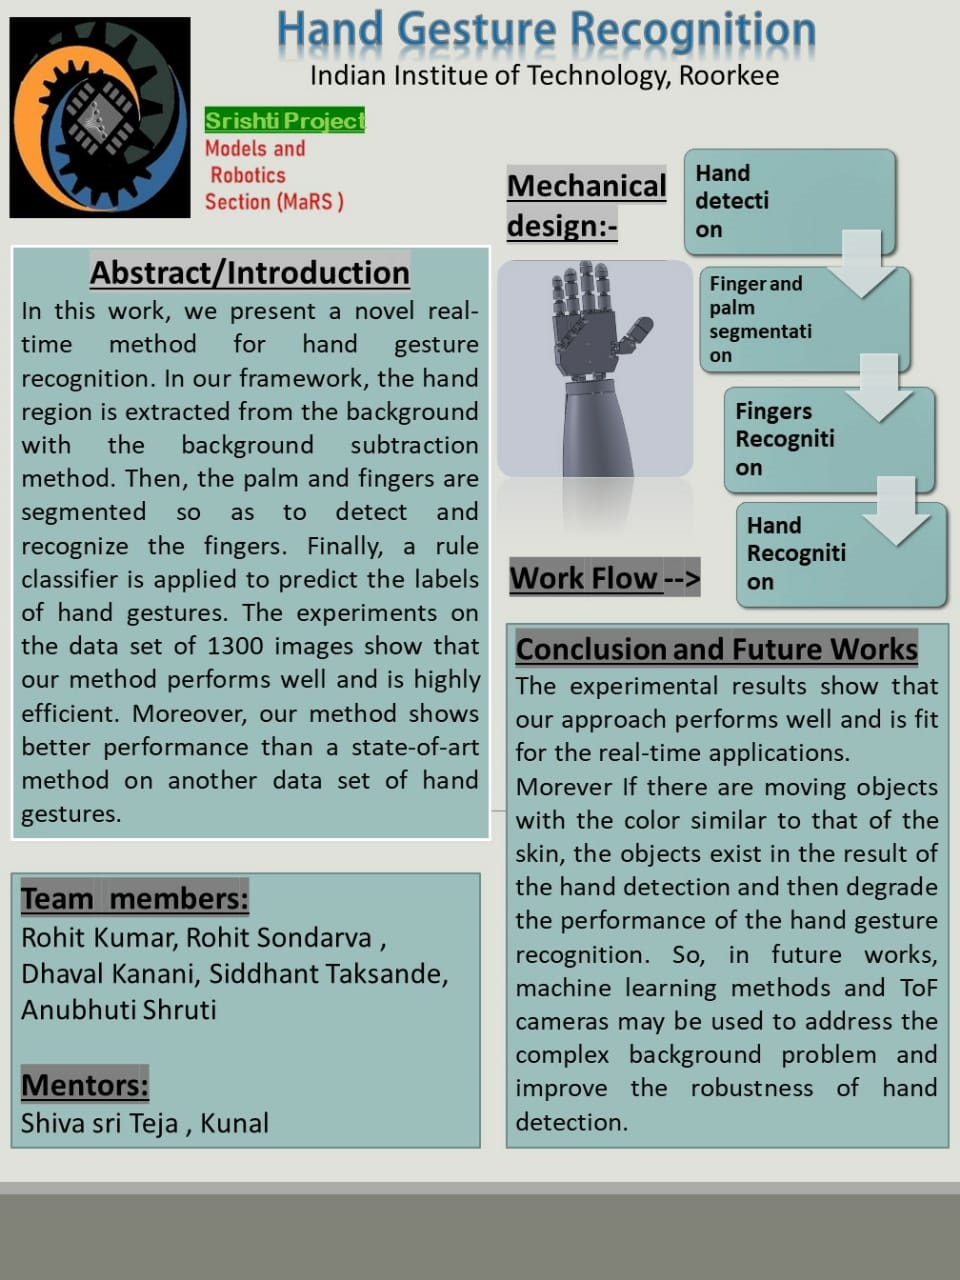 Hand Gesture Recognition
Indian Institue of Technology, Roorkee
Srishti Project
Models and
Robotics
Section (MaRS )
Abstract/Introduction
In this work, we present a novel real-
time method for hand gesture
recognition. In our framework, the hand
region is extracted from the background
with the background subtraction
method. Then, the palm and fingers are
segmented so as to detect and
recognize the fingers. Finally, a rule
classifier is applied to predict the labels
of hand gestures. The experiments on
the data set of 1300 images show that
our method performs well and is highly
efficient. Moreover, our method shows
better performance than a state-of-art
method on another data set of hand
gestures.
Team members:
Rohit Kumar, Rohit Sondarva ,
Dhaval Kanani, Siddhant Taksande,
Anubhuti Shruti
Mentors:
Shiva sri Teja , Kunal
Mechanical
design:-
Hand
detecti
on
Finger and
palm
segmentati
on
Fingers
Recogniti
on
Hand
Recogniti
on
Work Flow -->
Conclusion and Future Works
The experimental results show that
our approach performs well and is fit
for the real-time applications.
Morever If there are moving objects
with the color similar to that of the
skin, the objects exist in the result of
the hand detection and then degrade
the performance of the hand gesture
recognition. So, in future works,
machine learning methods and ToF
cameras may be used to address the
complex background problem and
improve the robustness of hand
detection.